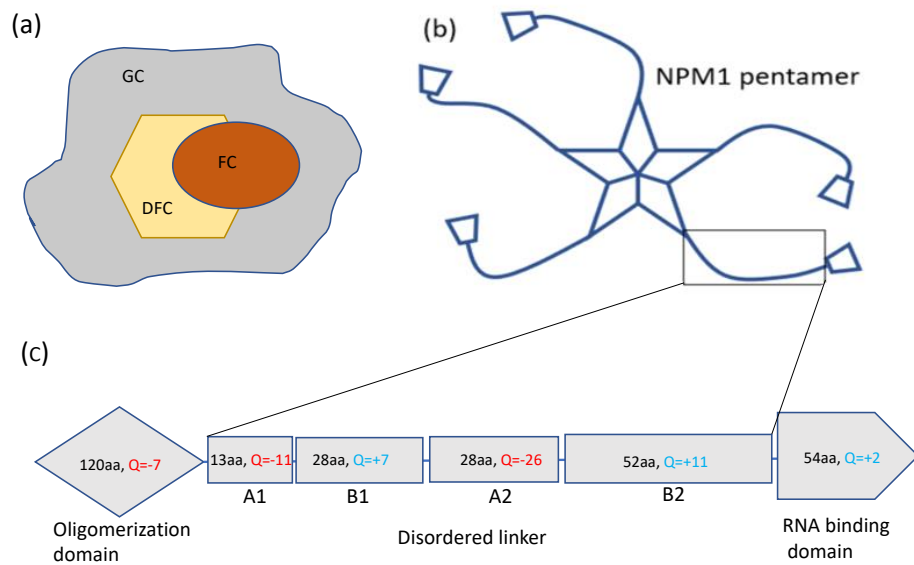 (a)
GC
FC
DFC
(b)
NPM1 pentamer
(c)
120aa, Q=-7
13aa, Q=-11
28aa, Q=+7
28aa, Q=-26
52aa, Q=+11
54aa, Q=+2
A1
B1
A2
B2
Oligomerization
domain
Disordered linker
RNA binding
domain